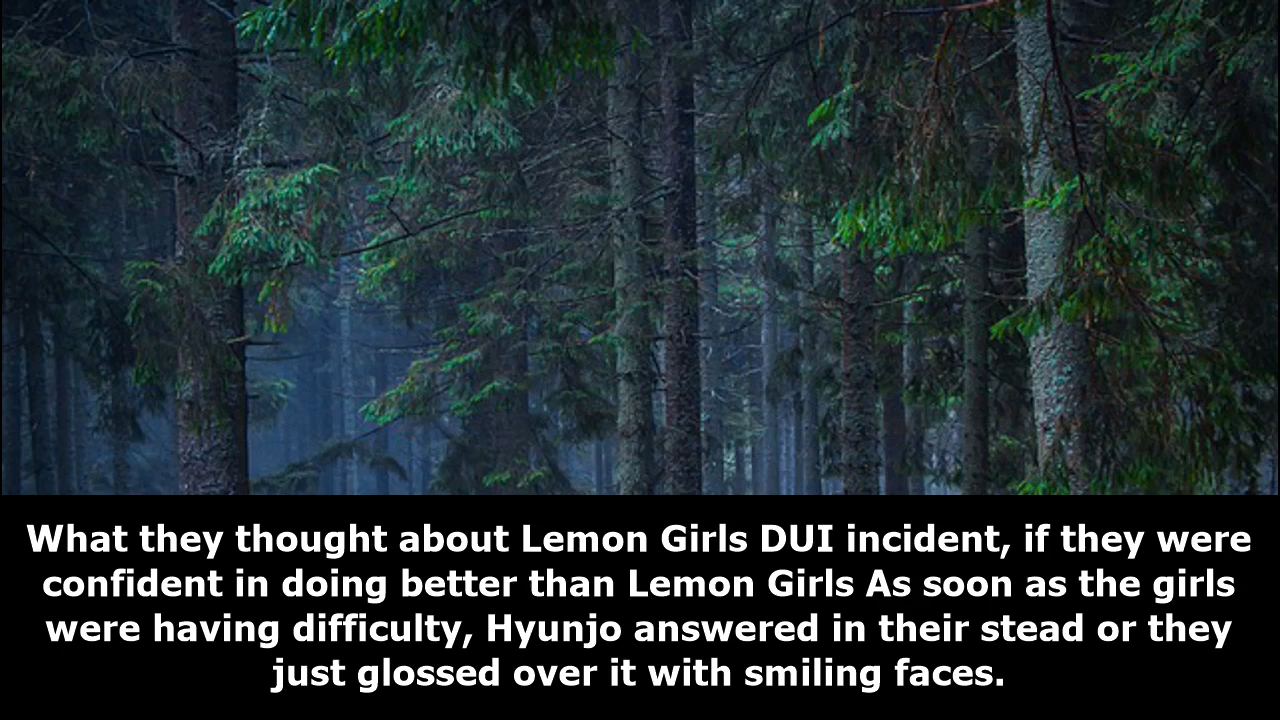 What they thought about Lemon Girls DUI incident, if they were
confident in doing better than Lemon Girls As soon as the girls
were having difficulty, Hyunjo answered in their stead or they
just glossed over it with smiling faces.